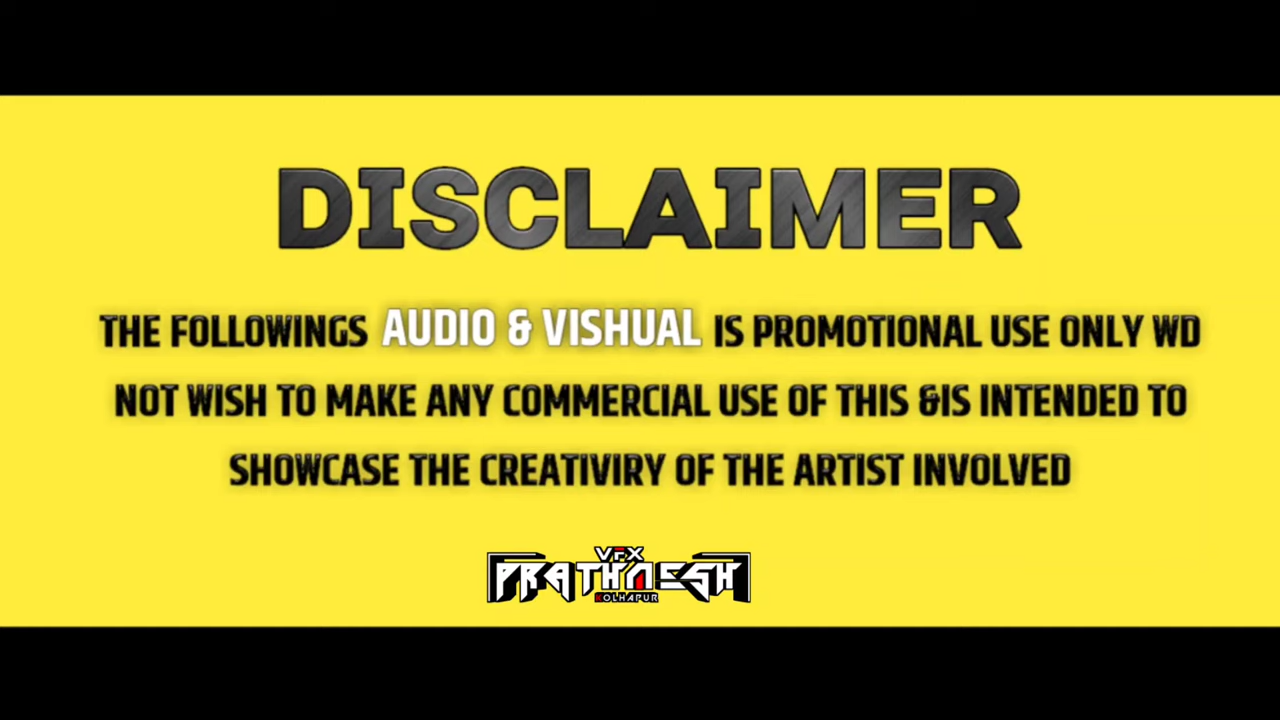 DISCLAIMER
THE FOLLOWINGS AUDIO & VISHUAL IS PROMOTIONAL USE ONLY WD
NOT WISH TO MAKE ANY COMMERCIAL USE OF THIS &IS INTENDED TO
SHOWCASE THE CREATIVIRY OF THE ARTIST INVOLVED
VFX
PRATHMESH
KOLHAPUR